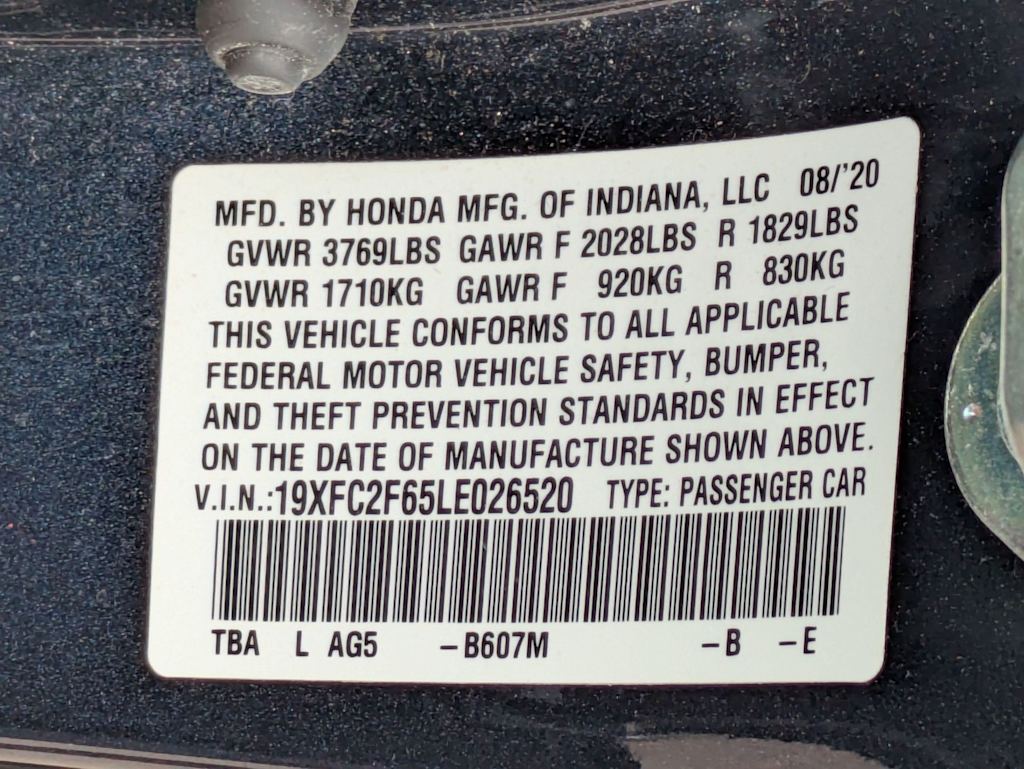 MFD. BY HONDA MFG. OF INDIANA, LLC 08/'20
GVWR 3769LBS GAWR F 2028LBS R 1829LBS
GVWR 1710KG GAWR F 920KG R 830KG
THIS VEHICLE CONFORMS TO ALL APPLICABLE
FEDERAL MOTOR VEHICLE SAFETY, BUMPER,
AND THEFT PREVENTION STANDARDS IN EFFECT
ON THE DATE OF MANUFACTURE SHOWN ABOVE.
V.I.N.:19XFC2F65LE026520 TYPE: PASSENGER CAR
TBA L AG5 –B607M –B –E